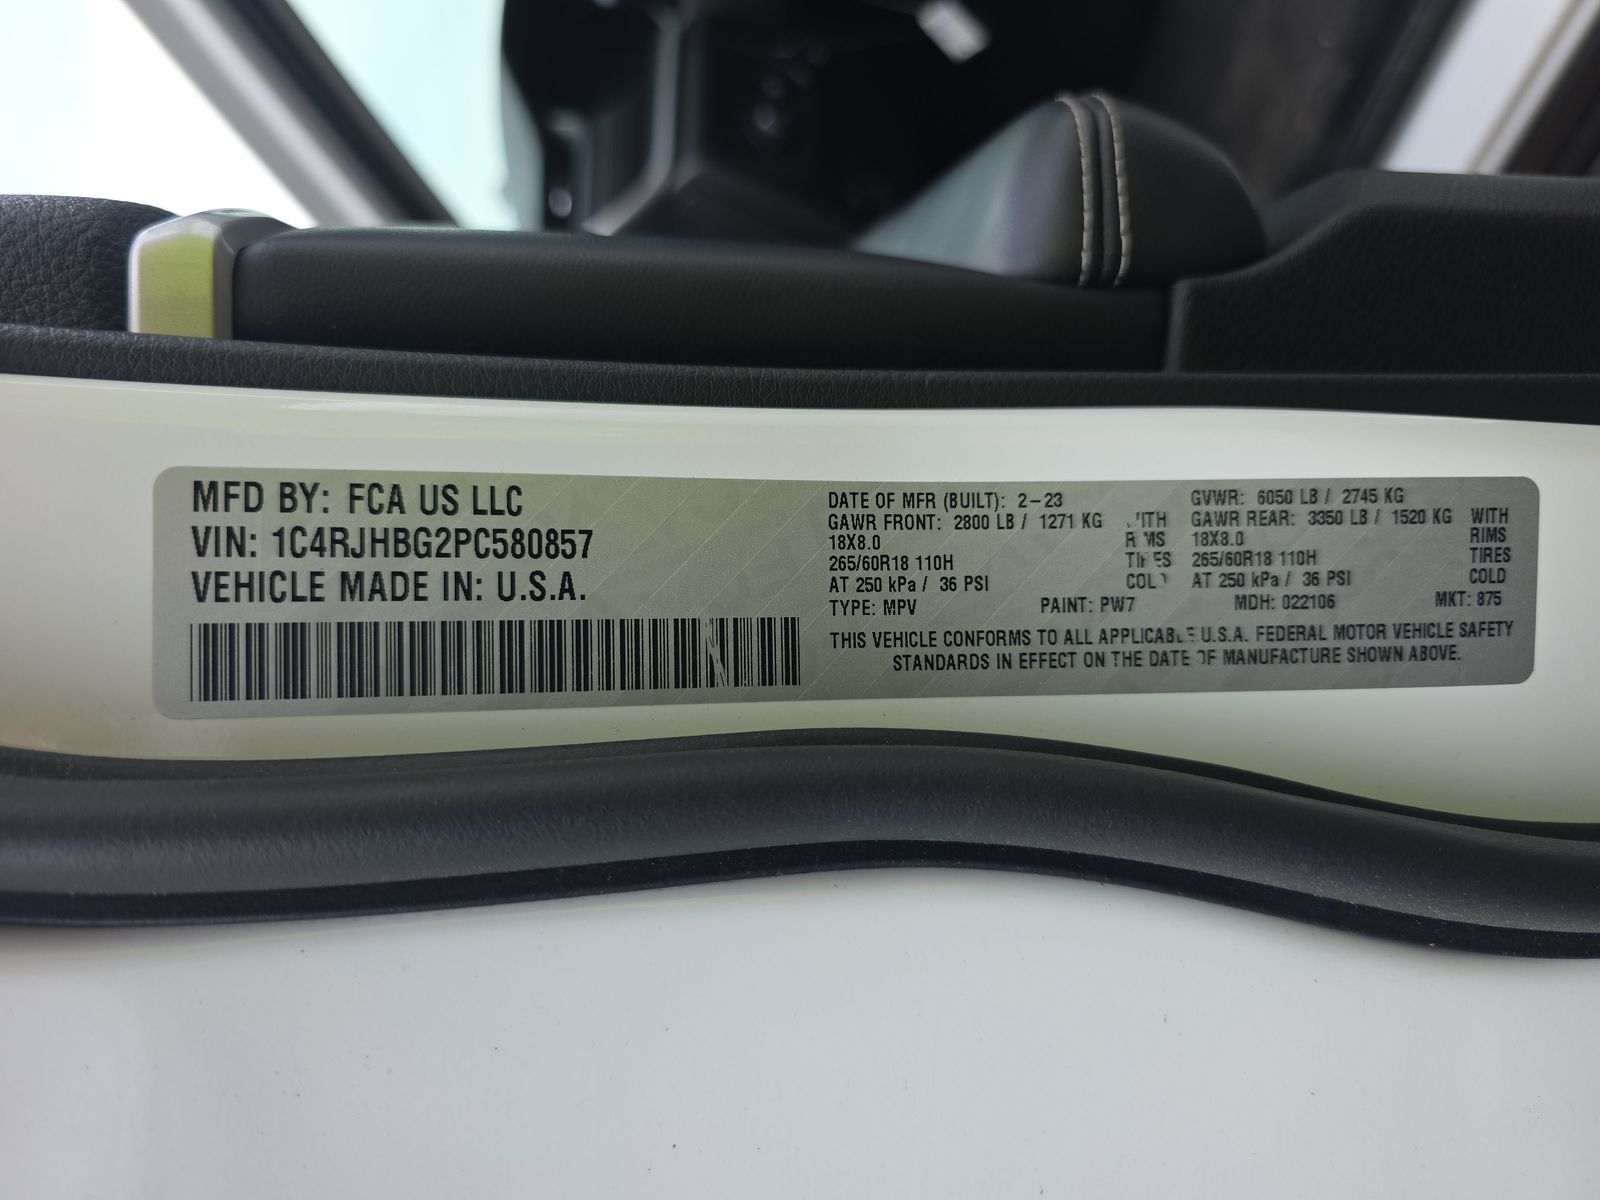 MFD BY: FCA US LLC
VIN: 1C4RJHBG2PC580857
VEHICLE MADE IN: U.S.A.
DATE OF MFR (BUILT): 2-23
GAWR FRONT: 2800 LB / 1271 KG WITH
18X8.0 RIMS
265/60R18 110H TIRES
AT 250 kPa / 36 PSI COLD
GVWR: 6050 LB / 2745 KG
GAWR REAR: 3350 LB / 1520 KG WITH
18X8.0 RIMS
265/60R18 110H TIRES
AT 250 kPa / 36 PSI COLD
TYPE: MPV PAINT: PW7 MDH: 022106 MKT: 875
THIS VEHICLE CONFORMS TO ALL APPLICABLE U.S.A. FEDERAL MOTOR VEHICLE SAFETY
STANDARDS IN EFFECT ON THE DATE OF MANUFACTURE SHOWN ABOVE.